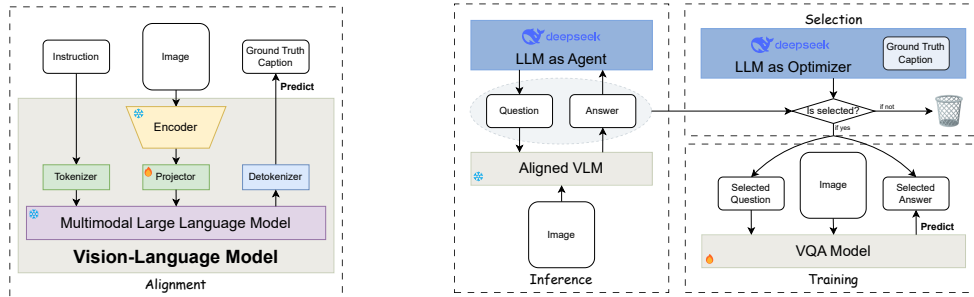 Instruction
Image
Ground Truth
Caption
Predict
Encoder
Tokenizer
Projector
Detokenizer
Multimodal Large Language Model
Vision-Language Model
Alignment
deepseek
LLM as Agent
Question
Answer
Aligned VLM
Image
Inference
Selection
deepseek
LLM as Optimizer
Ground Truth
Caption
Is selected?
if not
if yes
Selected
Question
Image
Selected
Answer
Predict
VQA Model
Training